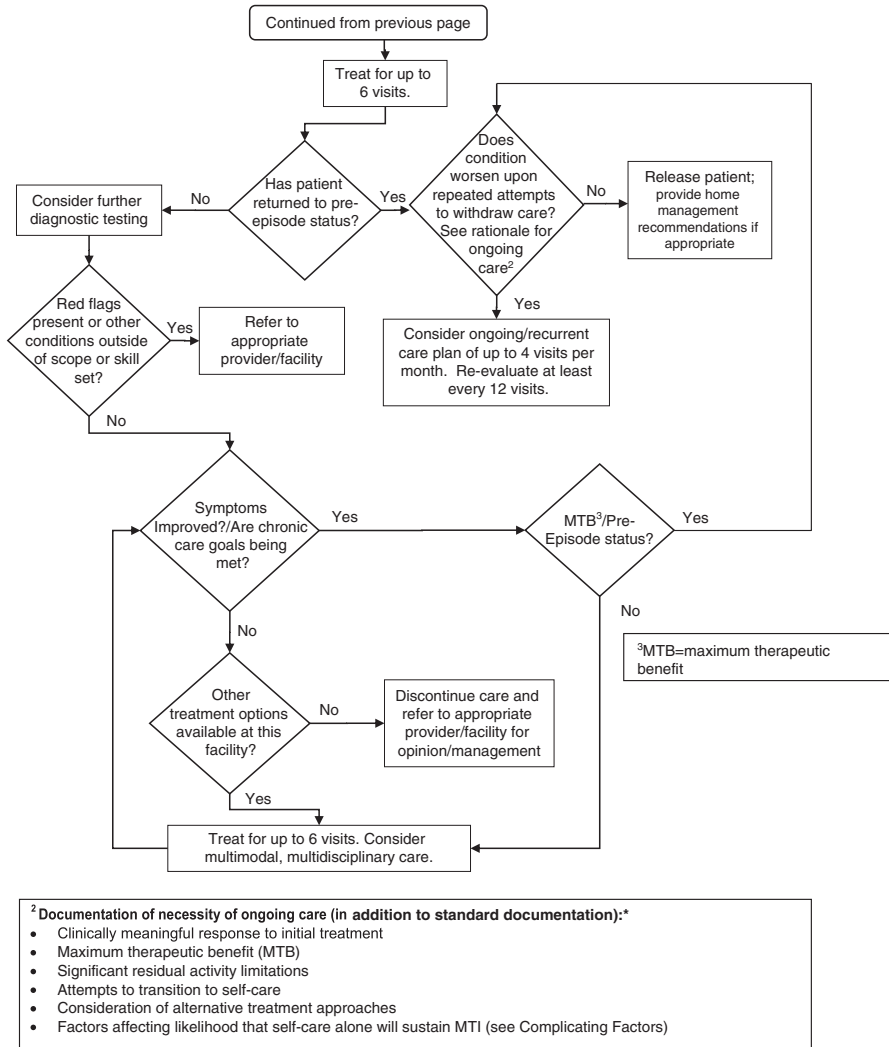 Continued from previous page
Treat for up to
6 visits.
Has patient
returned to pre-
episode status?
No
Yes
Consider further
diagnostic testing
Does
condition
worsen upon
repeated attempts
to withdraw care?
See rationale for
ongoing
care²
No
Release patient;
provide home
management
recommendations if
appropriate
Yes
Consider ongoing/recurrent
care plan of up to 4 visits per
month. Re-evaluate at least
every 12 visits.
Red flags
present or other
conditions outside
of scope or skill
set?
Yes
Refer to
appropriate
provider/facility
No
Symptoms
Improved?/Are chronic
care goals being
met?
Yes
MTB³/Pre-
Episode status?
Yes
No
³MTB=maximum therapeutic
benefit
No
Other
treatment options
available at this
facility?
No
Discontinue care and
refer to appropriate
provider/facility for
opinion/management
Yes
Treat for up to 6 visits. Consider
multimodal, multidisciplinary care.
² Documentation of necessity of ongoing care (in addition to standard documentation):*
• Clinically meaningful response to initial treatment
• Maximum therapeutic benefit (MTB)
• Significant residual activity limitations
• Attempts to transition to self-care
• Consideration of alternative treatment approaches
• Factors affecting likelihood that self-care alone will sustain MTI (see Complicating Factors)